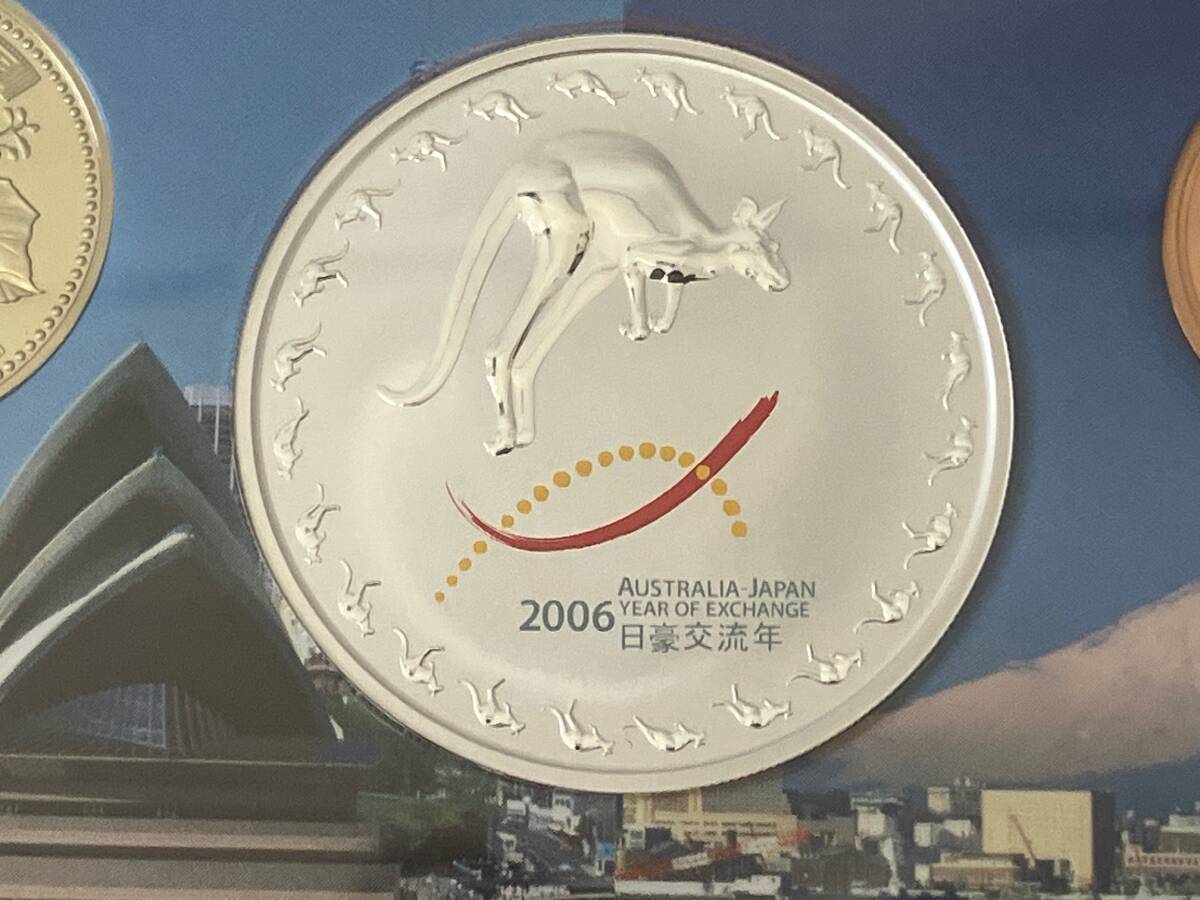 2006
AUSTRALIA-JAPAN
YEAR OF EXCHANGE
日豪交流年